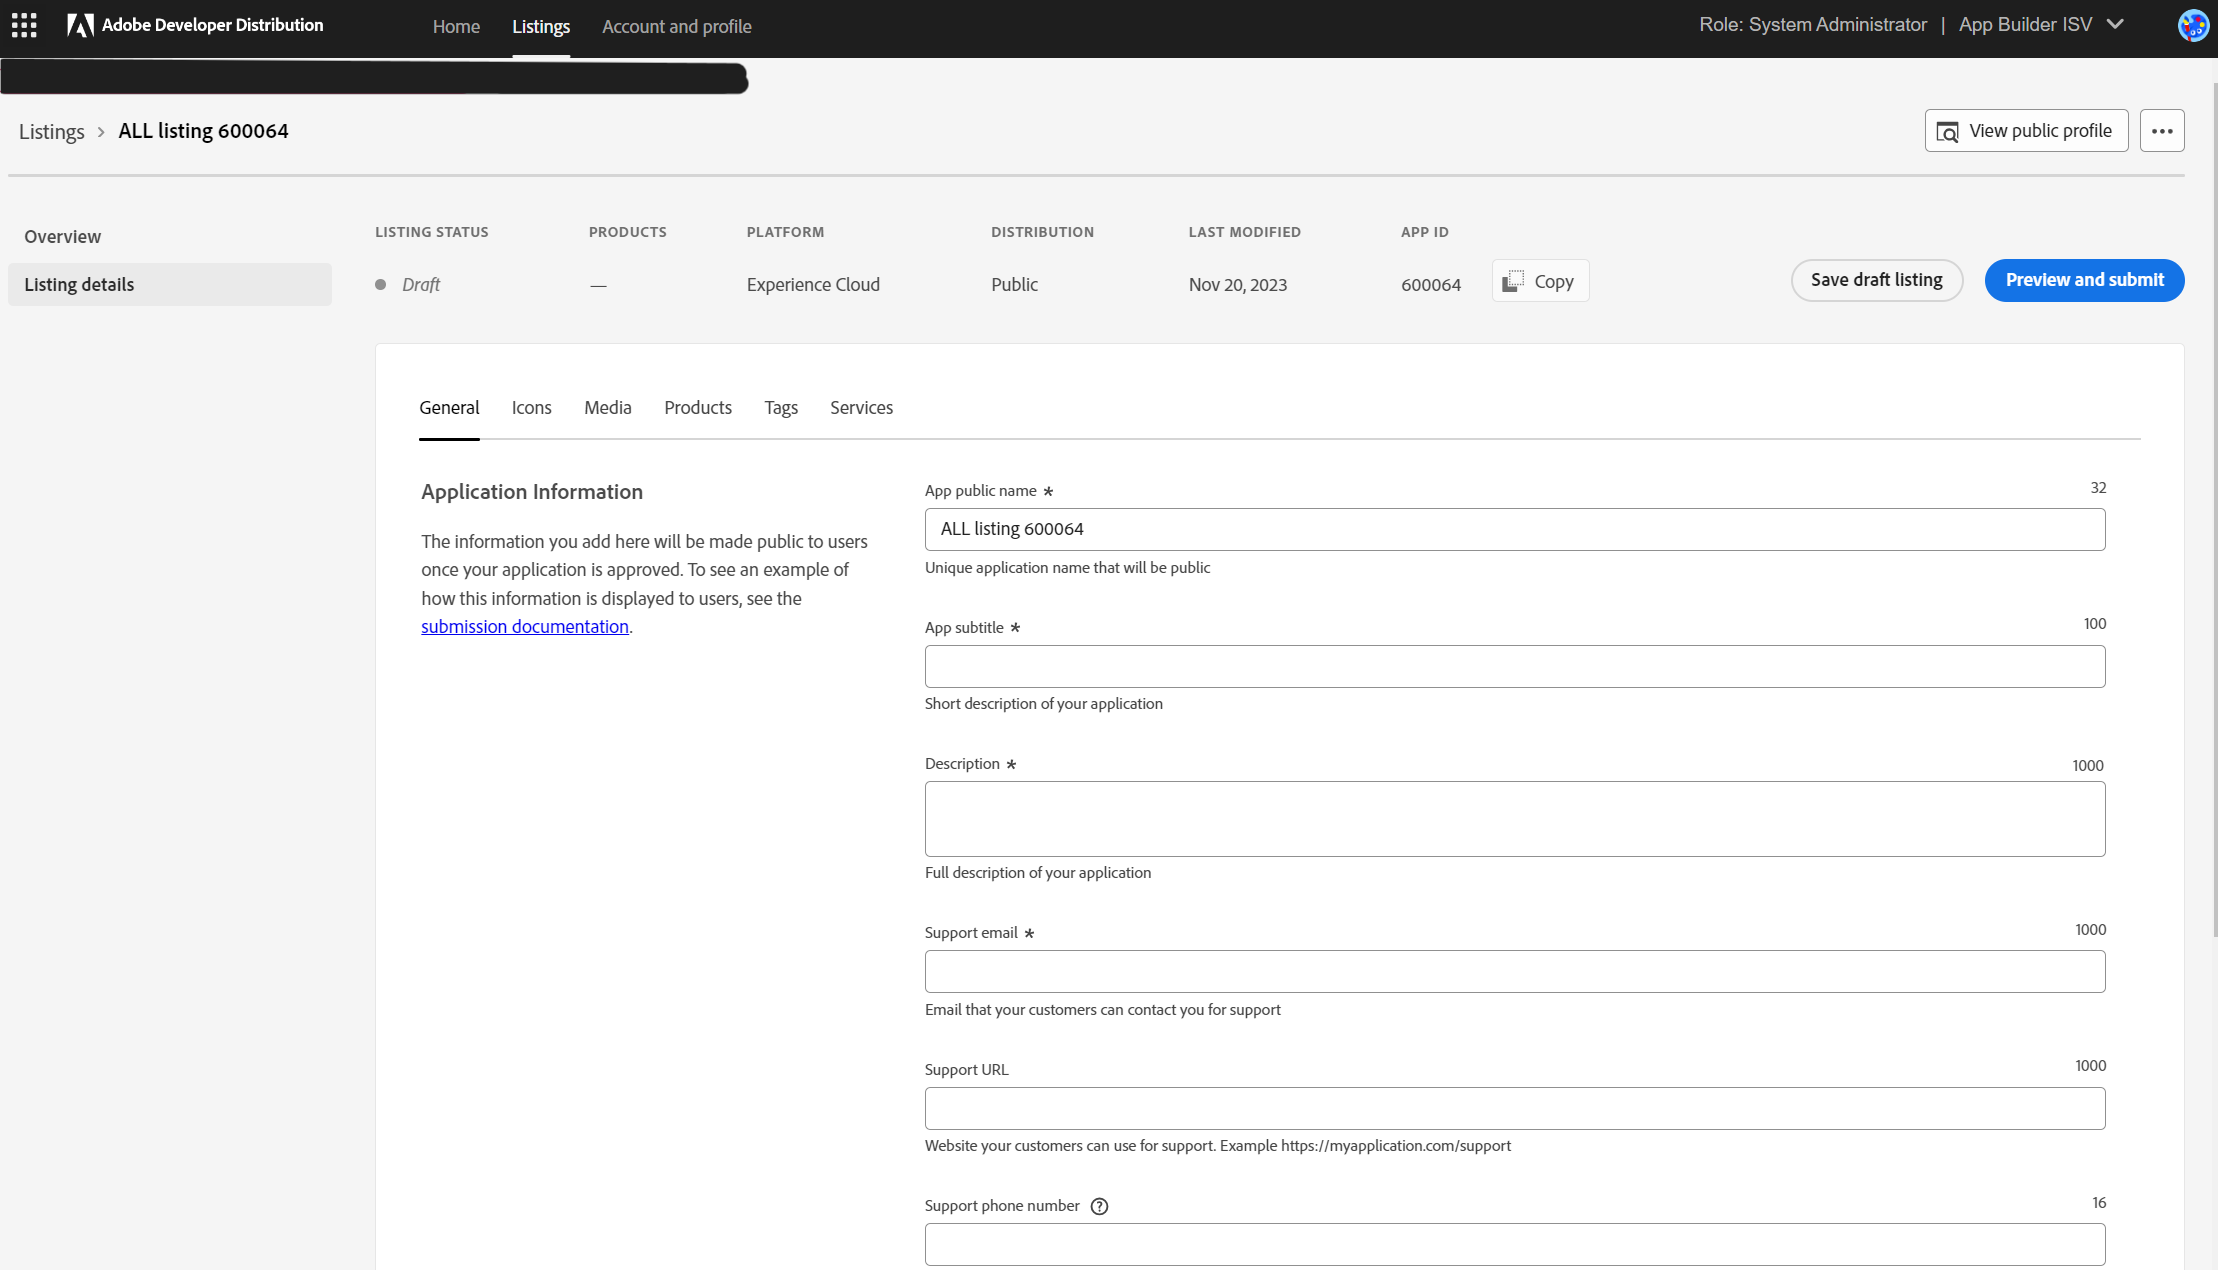 Adobe Developer Distribution
Home
Listings
Account and profile
Role: System Administrator | App Builder ISV
Listings > ALL listing 600064
View public profile
Overview
Listing details
LISTING STATUS
PRODUCTS
PLATFORM
DISTRIBUTION
LAST MODIFIED
APP ID
Draft
—
Experience Cloud
Public
Nov 20, 2023
600064
Copy
Save draft listing
Preview and submit
General
Icons
Media
Products
Tags
Services
Application Information
The information you add here will be made public to users
once your application is approved. To see an example of
how this information is displayed to users, see the
submission documentation.
App public name *
32
ALL listing 600064
Unique application name that will be public
App subtitle *
100
Short description of your application
Description *
1000
Full description of your application
Support email *
1000
Email that your customers can contact you for support
Support URL
1000
Website your customers can use for support. Example https://myapplication.com/support
Support phone number ?
16